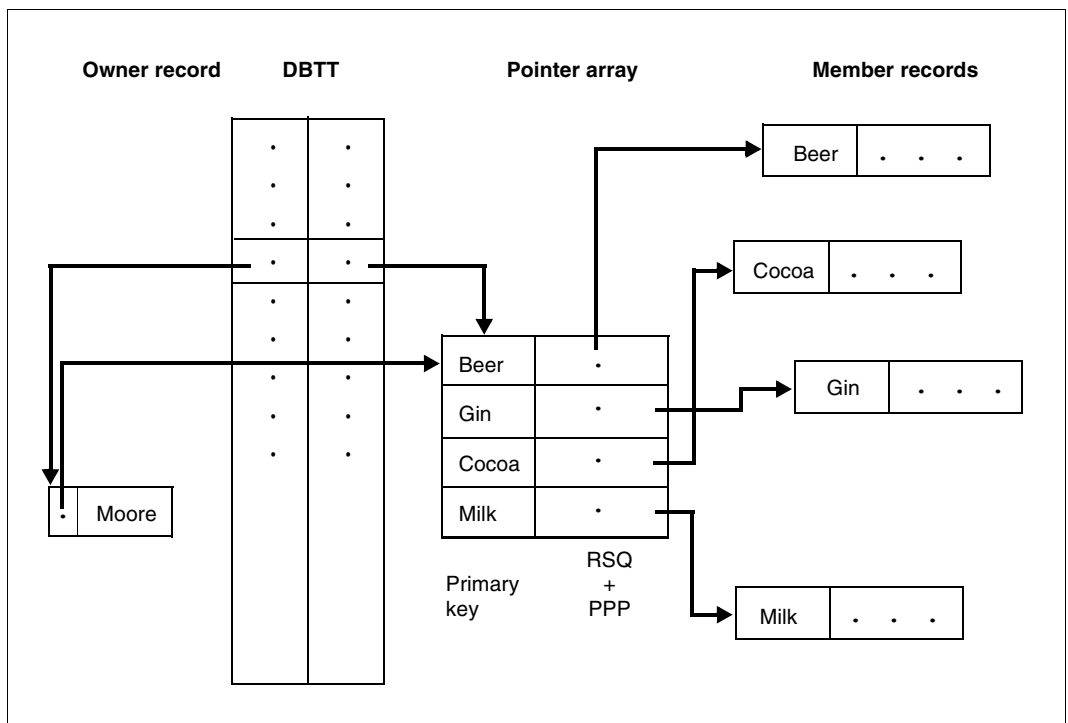 Owner record DBTT Pointer array Member records
Beer . . .
Cocoa . . .
Beer .
Gin . . .
Gin .
Cocoa .
Milk .
. Moore
Primary
key
RSQ
+
PPP
Milk . . .